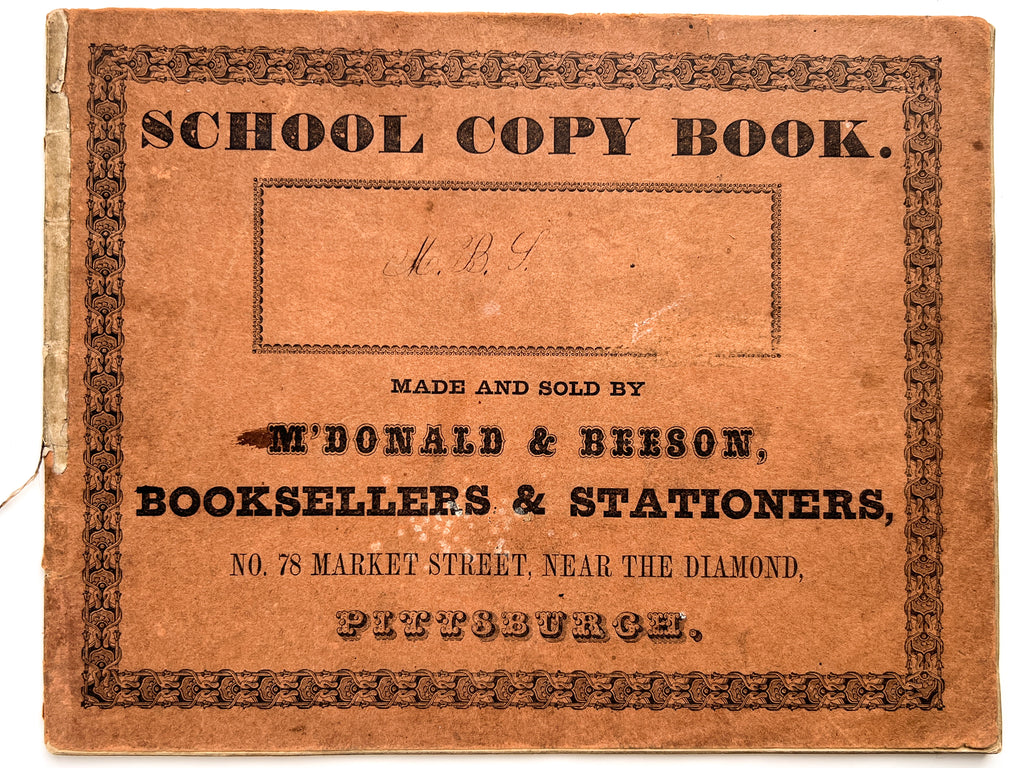 SCHOOL COPY BOOK.
M. B. S.
MADE AND SOLD BY
M'DONALD & BEESON,
BOOKSELLERS & STATIONERS,
NO. 78 MARKET STREET, NEAR THE DIAMOND,
PITTSBURGH.